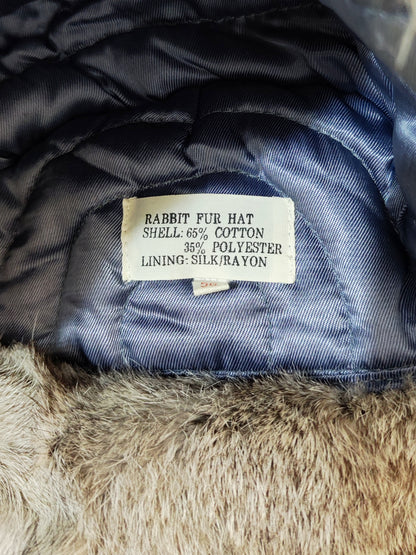 RABBIT FUR HAT
SHELL: 65% COTTON
35% POLYESTER
LINING: SILK/RAYON